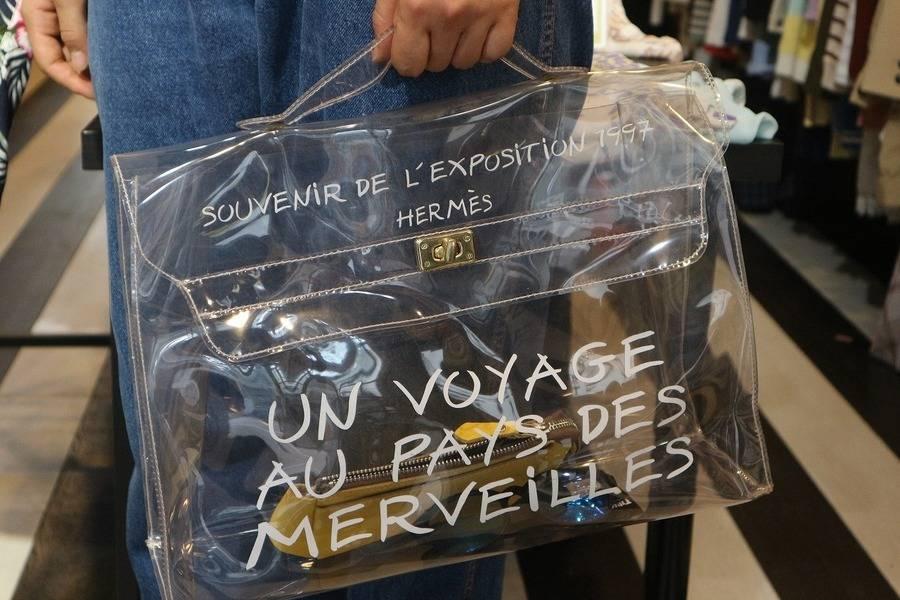 SOUVENIR DE L'EXPOSITION 1997
HERMÈS
UN VOYAGE
AU PAYS DES
MERVEILLES